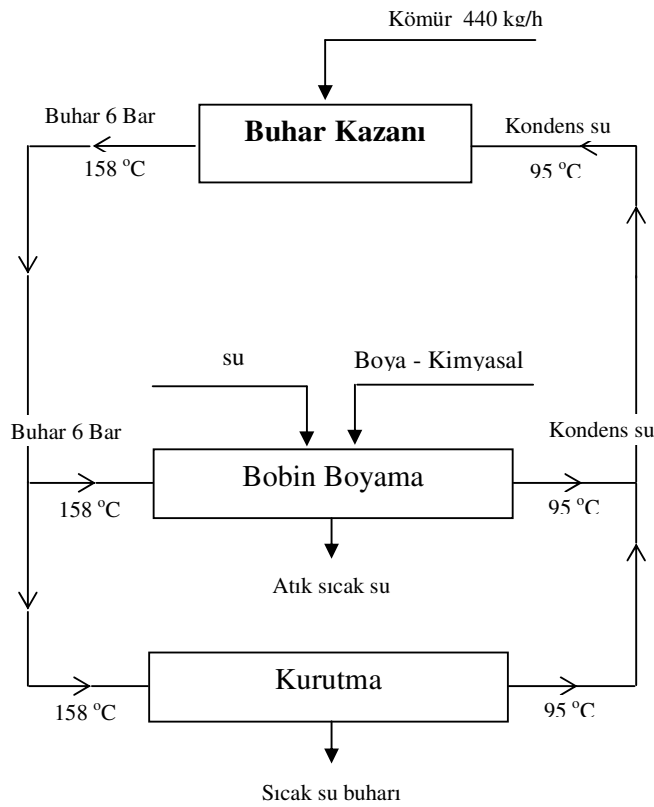 Kömür 440 kg/h
Buhar 6 Bar
Buhar Kazanı
Kondens su
158 °C
95 °C
su
Boya - Kimyasal
Buhar 6 Bar
Kondens su
Bobin Boyama
158 °C
95 °C
Atık sıcak su
Kurutma
158 °C
95 °C
Sıcak su buharı